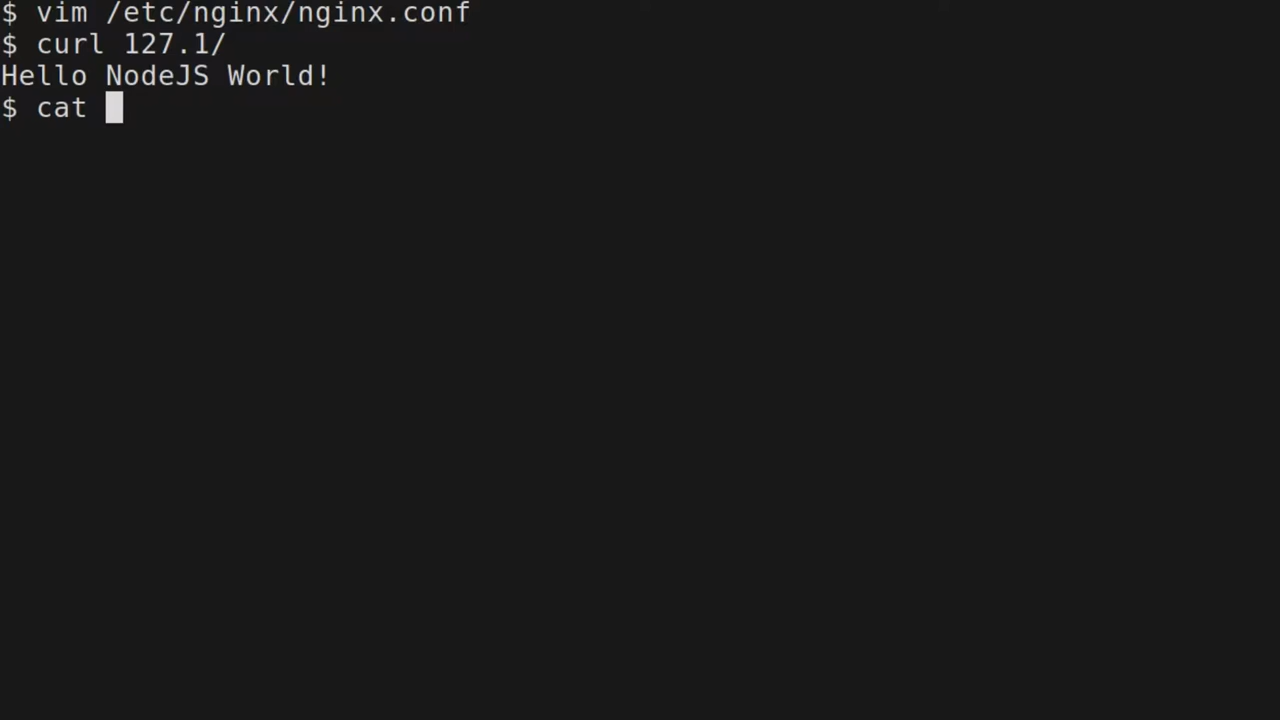 $ vim /etc/nginx/nginx.conf
$ curl 127.1/
Hello NodeJS World!
$ cat